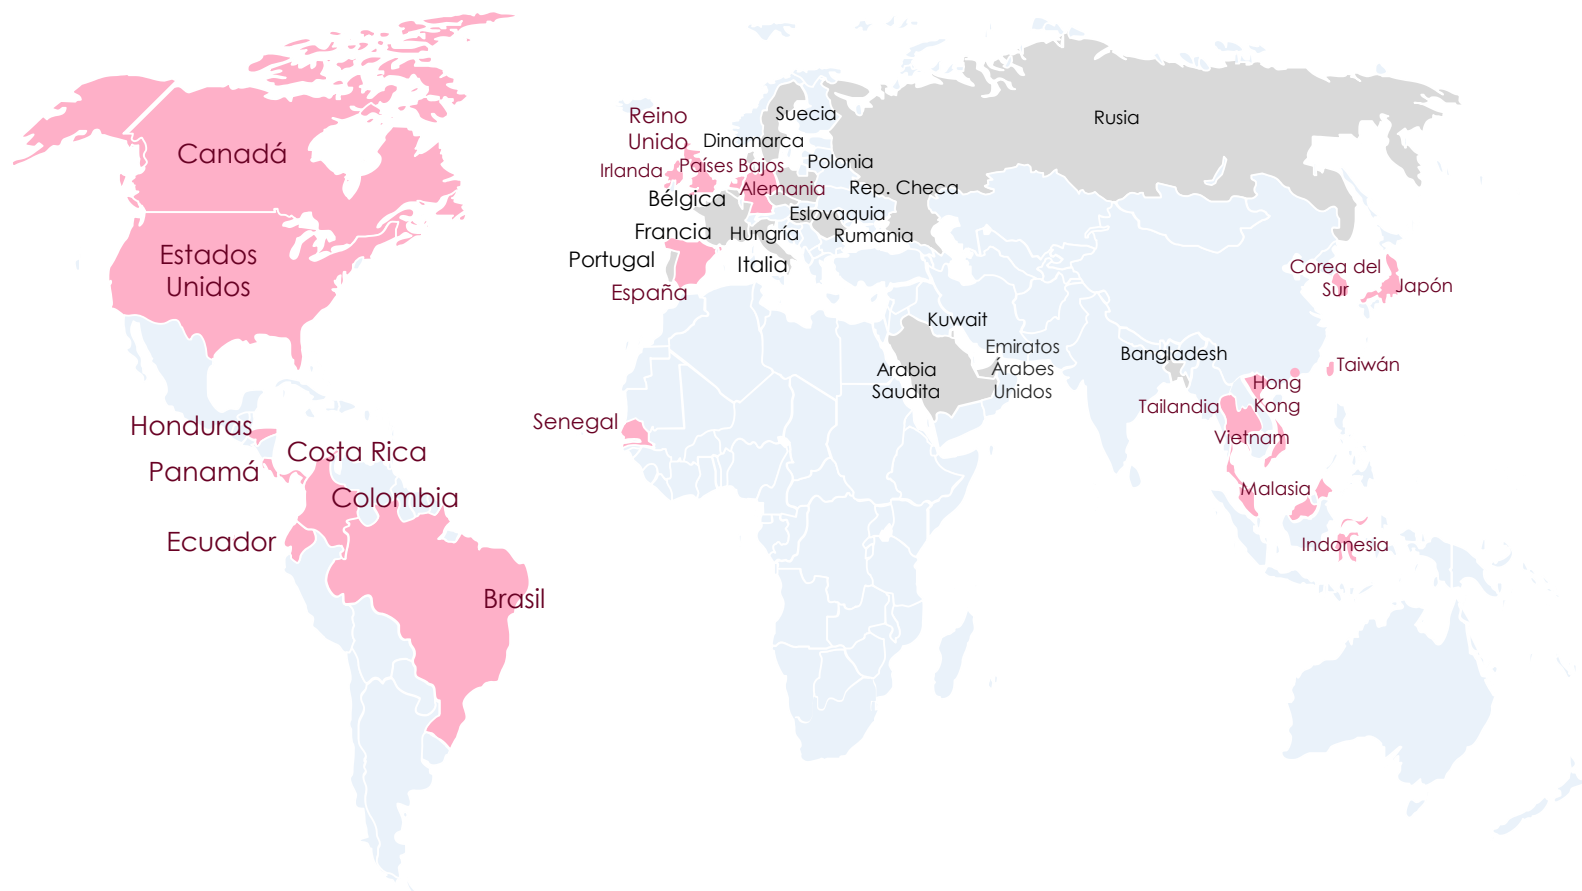 Canadá
Estados
Unidos
Honduras
Costa Rica
Panamá
Colombia
Ecuador
Brasil
Reino
Unido
Irlanda
Países Bajos
Alemania
Suecia
Dinamarca
Polonia
Rep. Checa
Bélgica
Eslovaquia
Francia
Hungría
Rumania
Portugal
Italia
España
Rusia
Senegal
Kuwait
Arabia
Saudita
Emiratos
Árabes
Unidos
Bangladesh
Corea del
Sur
Japón
Taiwán
Hong
Kong
Tailandia
Vietnam
Malasia
Indonesia